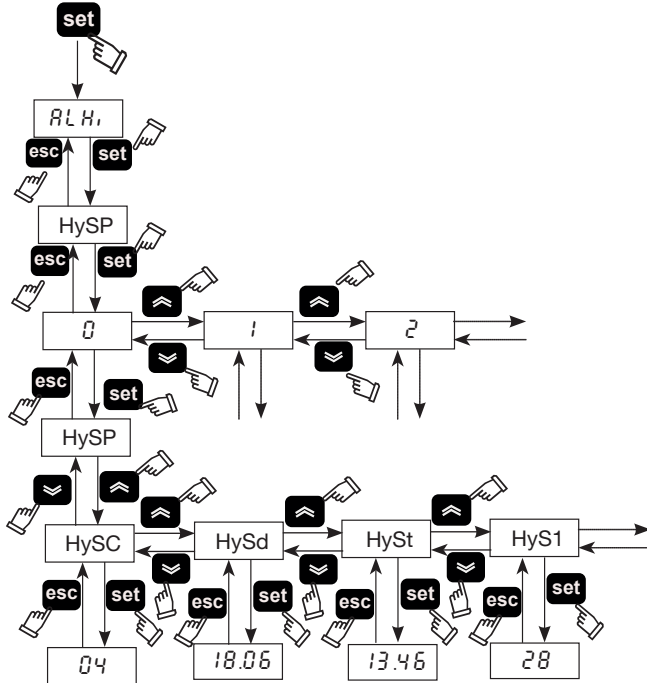 set
ALHi
esc set
HySP
esc set
0 1 2
esc set
HySP
HySC HySd HySt HyS1
esc set esc set esc set esc set
04 18.06 13.46 28